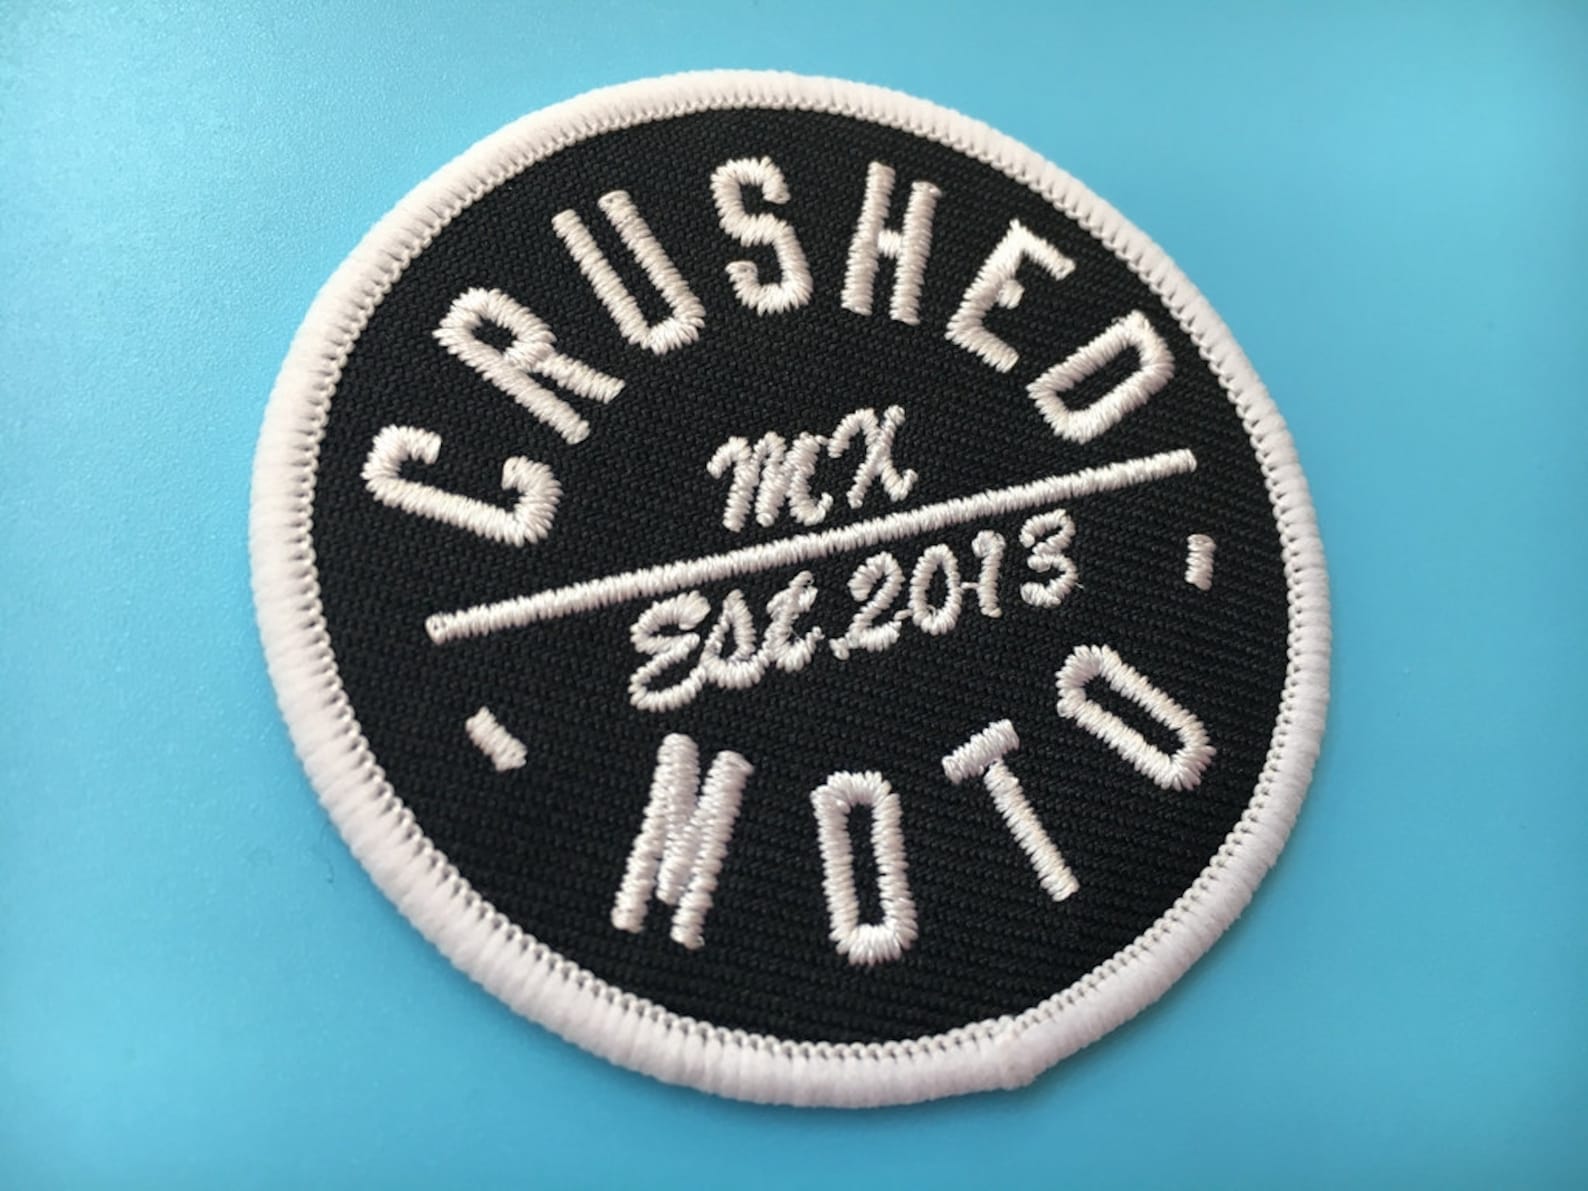 CRUSHED
MX
Est.2013
- MOTO -